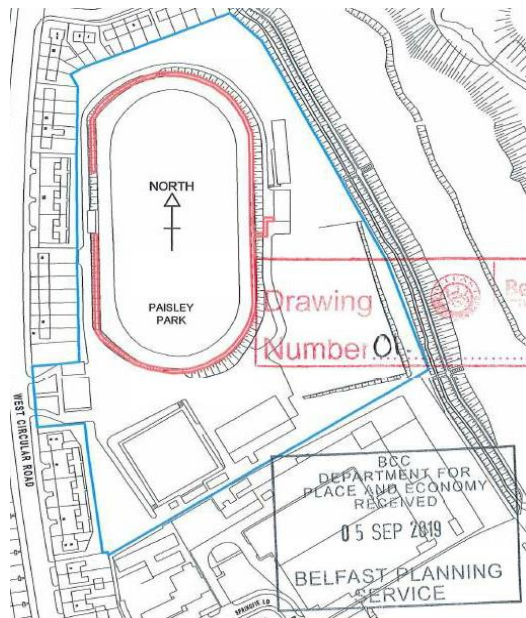 NORTH
PAISLEY
PARK
Drawing
Number 01
WEST CIRCULAR ROAD
BCC
DEPARTMENT FOR
PLACE AND ECONOMY
RECEIVED
05 SEP 2019
BELFAST PLANNING
SERVICE